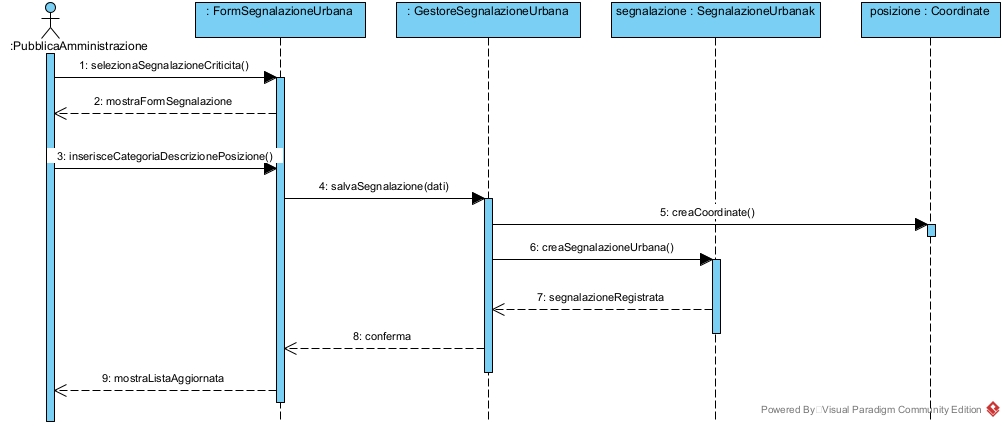 : FormSegnalazioneUrbana
: GestoreSegnalazioneUrbana
segnalazione : SegnalazioneUrbanak
posizione : Coordinate
:PubblicaAmministrazione
1: selezionaSegnalazioneCriticita()
2: mostraFormSegnalazione
3: inserisceCategoriaDescrizionePosizione()
4: salvaSegnalazione(dati)
5: creaCoordinate()
6: creaSegnalazioneUrbana()
7: segnalazioneRegistrata
8: conferma
9: mostraListaAggiornata
Powered By Visual Paradigm Community Edition